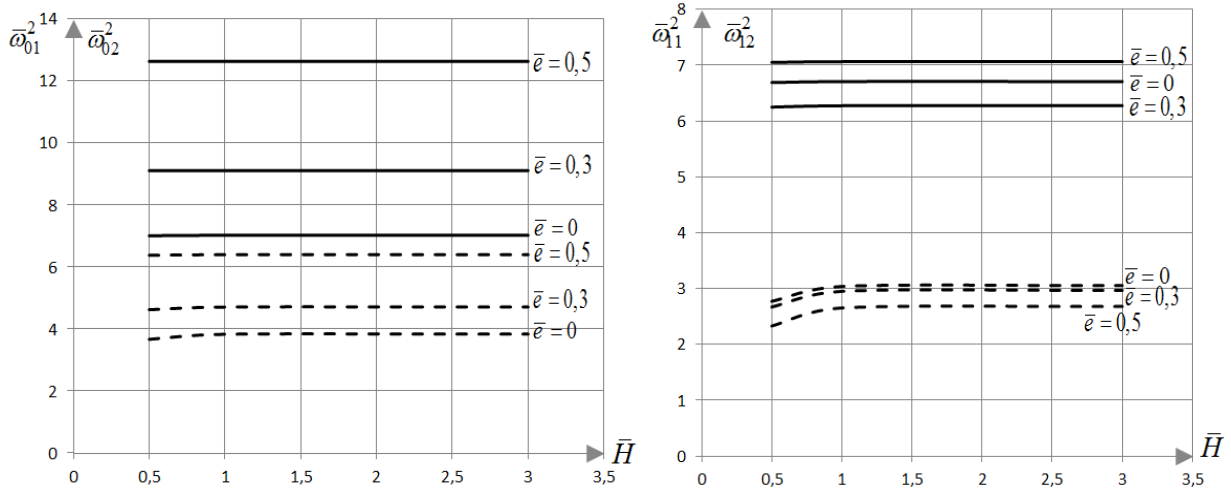 14
12
10
8
6
4
2
0
ω̅²₀₁ ω̅²₀₂
e̅ = 0,5
e̅ = 0,3
e̅ = 0
e̅ = 0,5
e̅ = 0,3
e̅ = 0
0 0,5 1 1,5 2 2,5 3 3,5
H̅
8
7
6
5
4
3
2
1
0
ω̅²₁₁ ω̅²₁₂
e̅ = 0,5
e̅ = 0
e̅ = 0,3
e̅ = 0
e̅ = 0,3
e̅ = 0,5
0 0,5 1 1,5 2 2,5 3 3,5
H̅